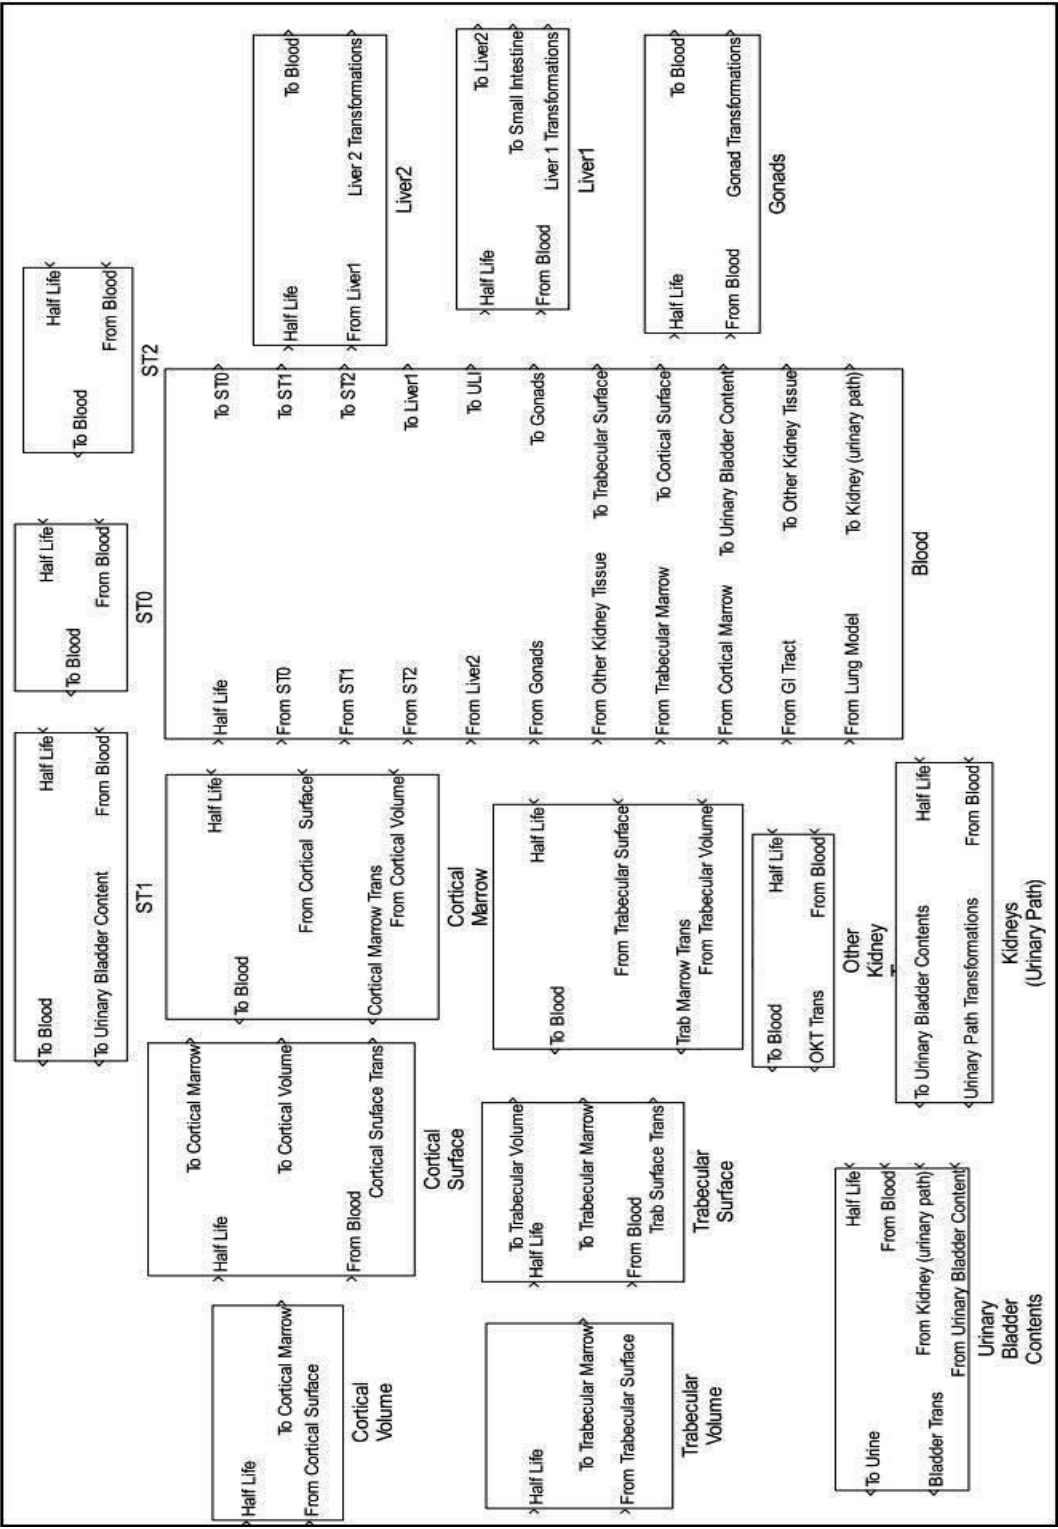 Half Life
To Cortical Marrow
From Cortical Surface
Cortical
Volume
Half Life
To Trabecular Marrow
From Trabecular Surface
Trabecular
Volume
To Urine
Bladder Trans
Half Life
From Blood
From Kidney (urinary path)
From Urinary Bladder Content
Urinary
Bladder
Contents
To Cortical Marrow
Half Life
To Cortical Volume
From Blood
Cortical Sruface Trans
Cortical
Surface
To Trabecular Volume
Half Life
To Trabecular Marrow
From Blood
Trab Surface Trans
Trabecular
Surface
To Blood
To Urinary Bladder Content
Half Life
From Blood
ST1
Half Life
To Blood
From Cortical Surface
Cortical Marrow Trans
From Cortical Volume
Cortical
Marrow
Half Life
To Blood
From Trabecular Surface
Trab Marrow Trans
From Trabecular Volume
To Blood
OKT Trans
Half Life
From Blood
Other
Kidney
To Urinary Bladder Contents
Urinary Path Transformations
Half Life
From Blood
Kidneys
(Urinary Path)
Half Life
To Blood
From Blood
ST0
Half Life
To Blood
From Blood
ST2
Half Life
From ST0
From ST1
From ST2
From Liver2
From Gonads
From Other Kidney Tissue
From Trabecular Marrow
From Cortical Marrow
From GI Tract
From Lung Model
To ST0
To ST1
To ST2
To Liver1
To ULI
To Gonads
To Trabecular Surface
To Cortical Surface
To Urinary Bladder Content
To Other Kidney Tissue
To Kidney (urinary path)
Blood
Half Life
From Liver1
To Blood
Liver 2 Transformations
Liver2
Half Life
From Blood
To Liver2
To Small Intestine
Liver 1 Transformations
Liver1
Half Life
From Blood
To Blood
Gonad Transformations
Gonads